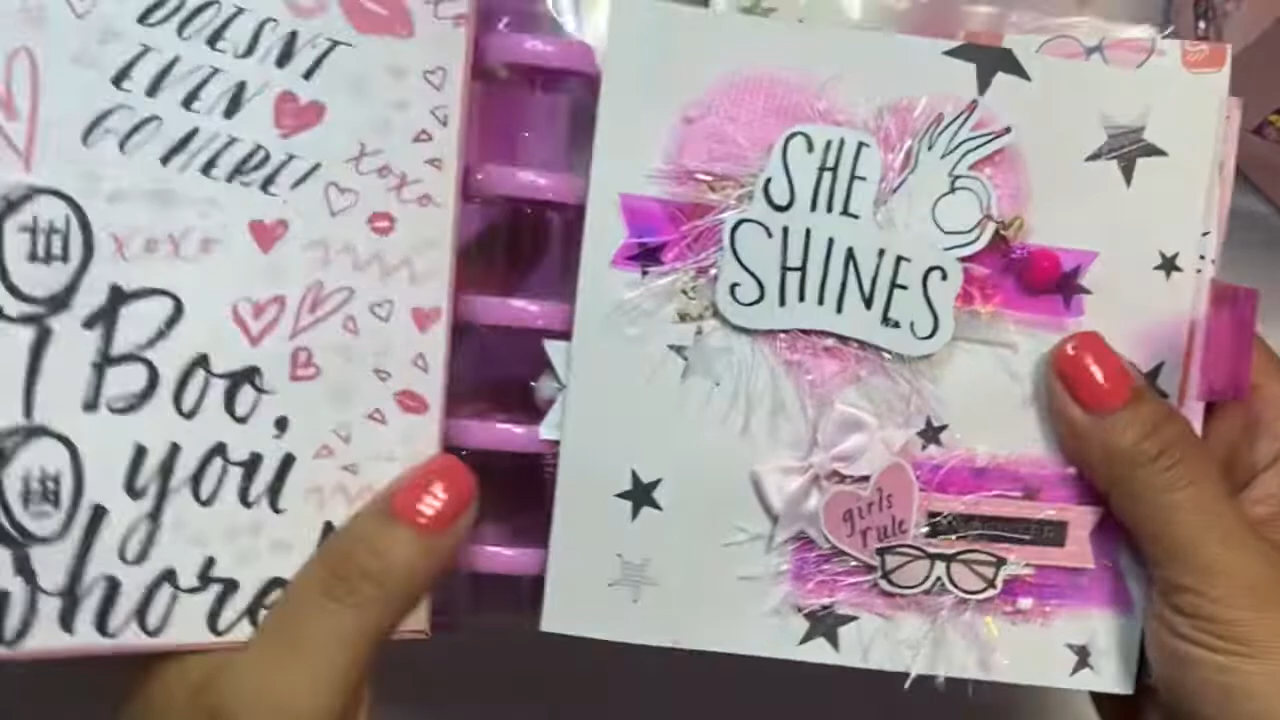 DOESN'T
EVEN
GO HERE!
xoxo
xoxo
B
Boo,
you
whore
SHE
SHINES
girls
rule